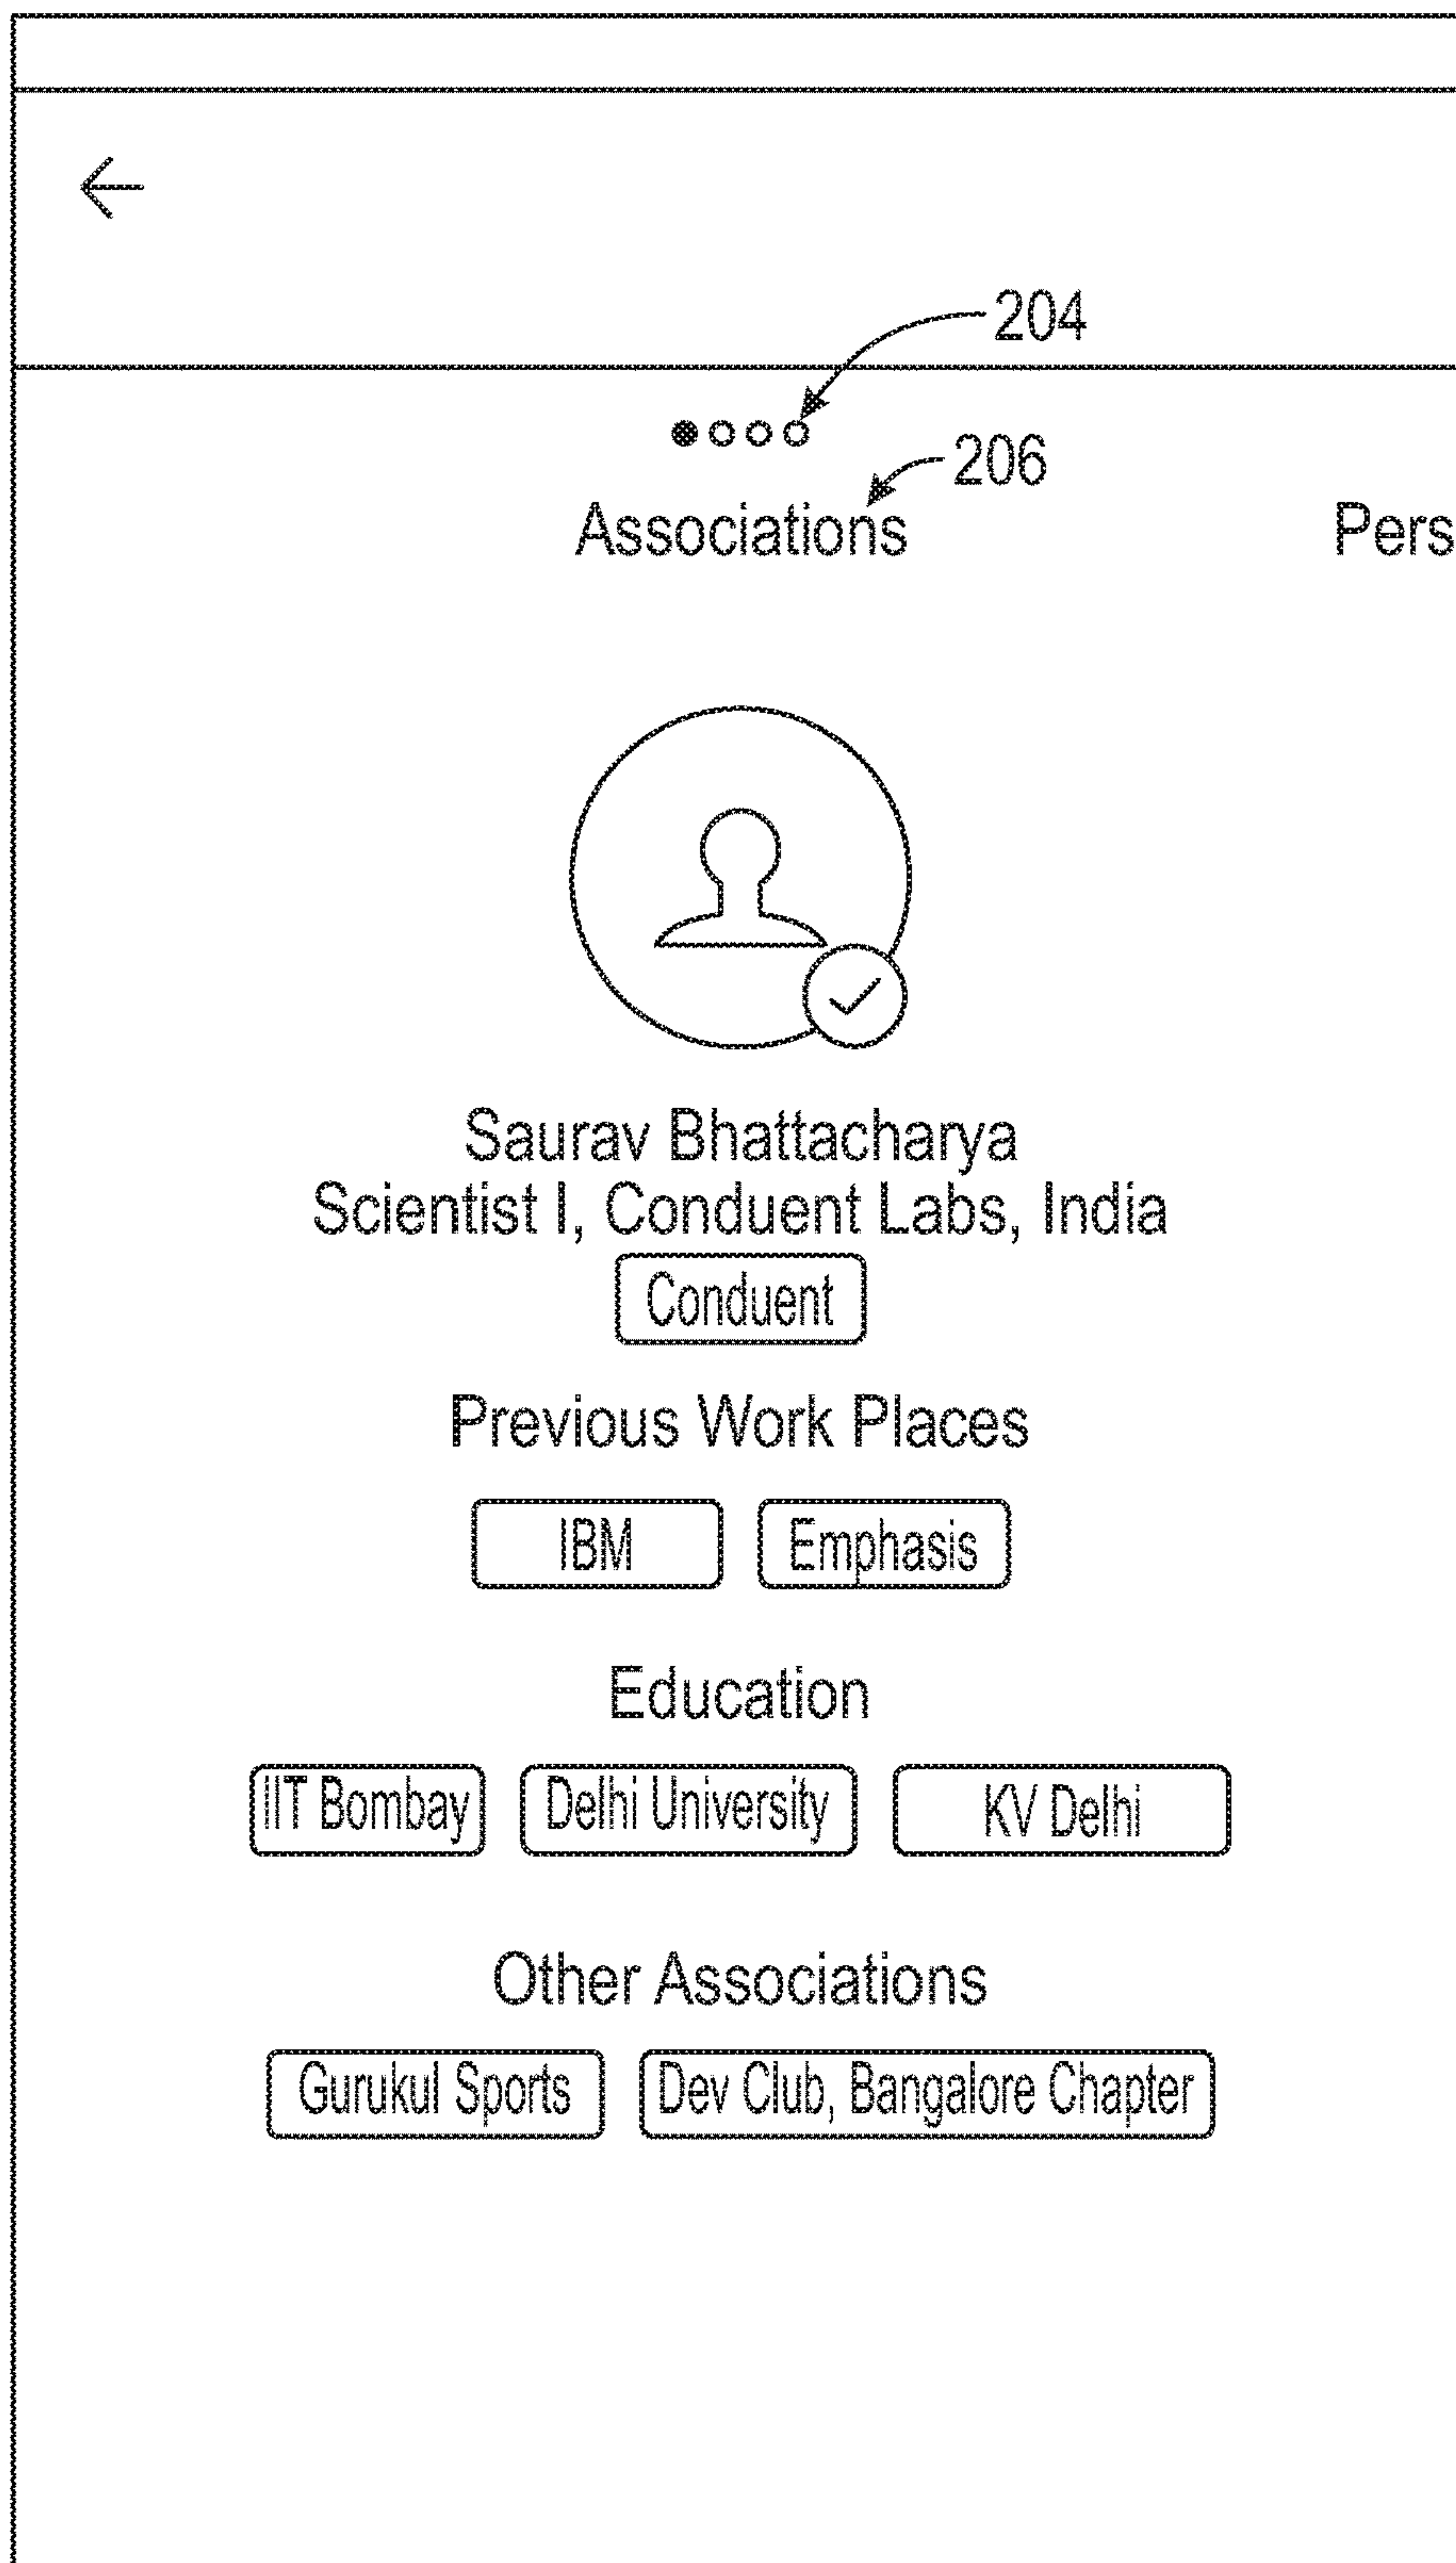 204
206
Associations Pers
Saurav Bhattacharya
Scientist I, Conduent Labs, India
Conduent
Previous Work Places
IBM Emphasis
Education
IIT Bombay Delhi University KV Delhi
Other Associations
Gurukul Sports Dev Club, Bangalore Chapter